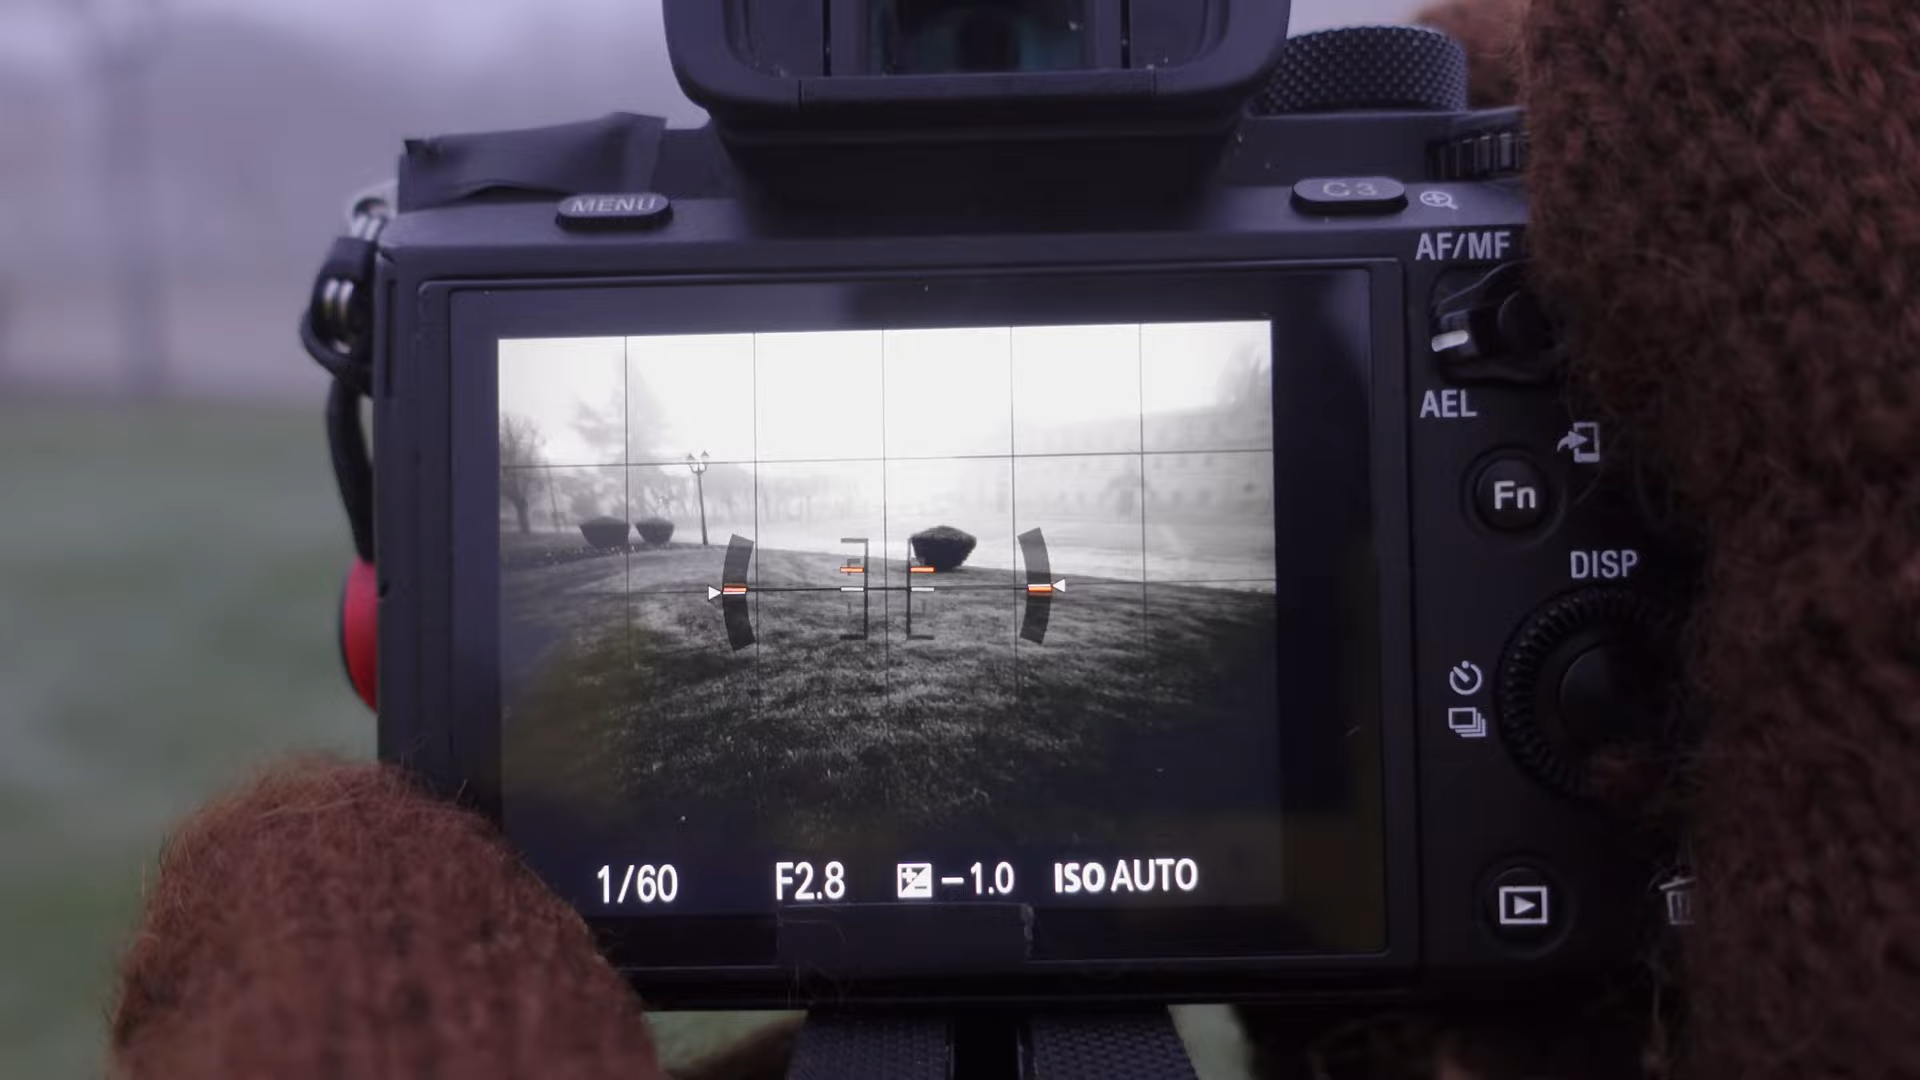 MENU
C3
AF/MF
AEL
Fn
DISP
1/60 F2.8 −1.0 ISO AUTO